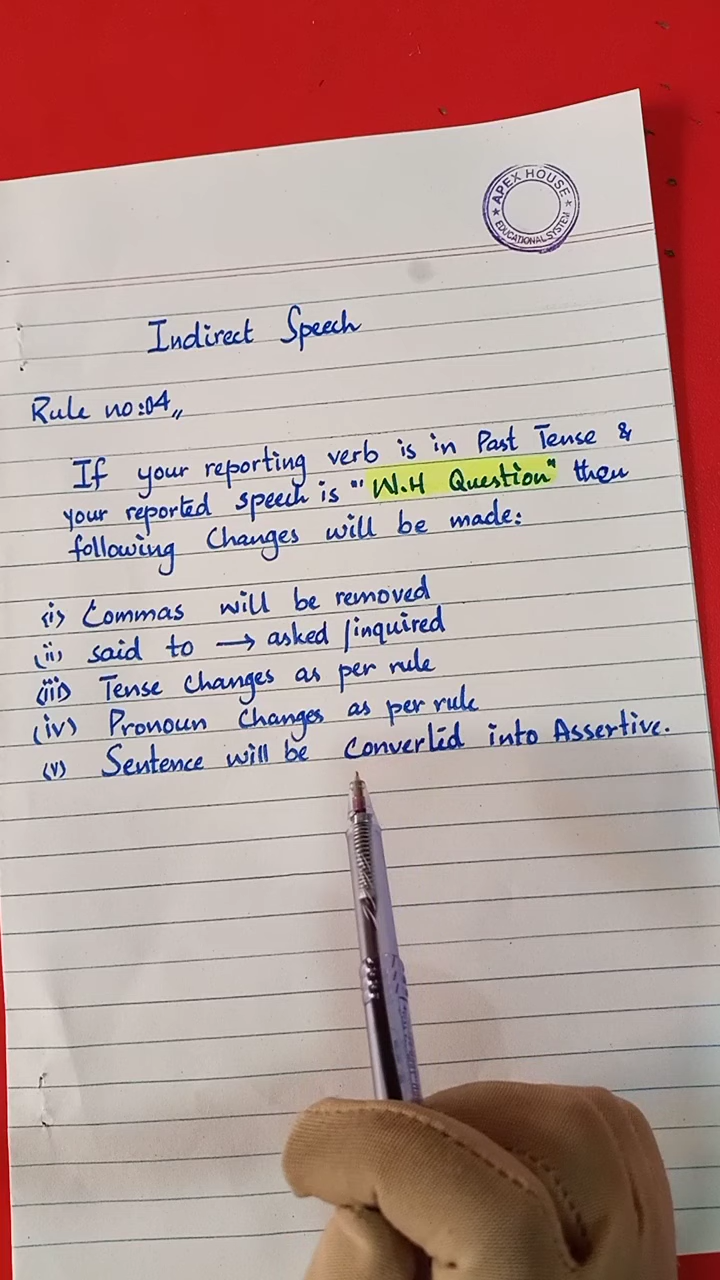 APEX HOUSE
EDUCATIONAL SYSTEM
Indirect Speech
Rule no:04,,
If your reporting verb is in Past Tense &
your reported speech is "W.H Question" then
following Changes will be made:
(i) Commas will be removed
(ii) said to → asked /inquired
(iii) Tense Changes as per rule
(iv) Pronoun Changes as per rule
(v) Sentence will be Converted into Assertive.